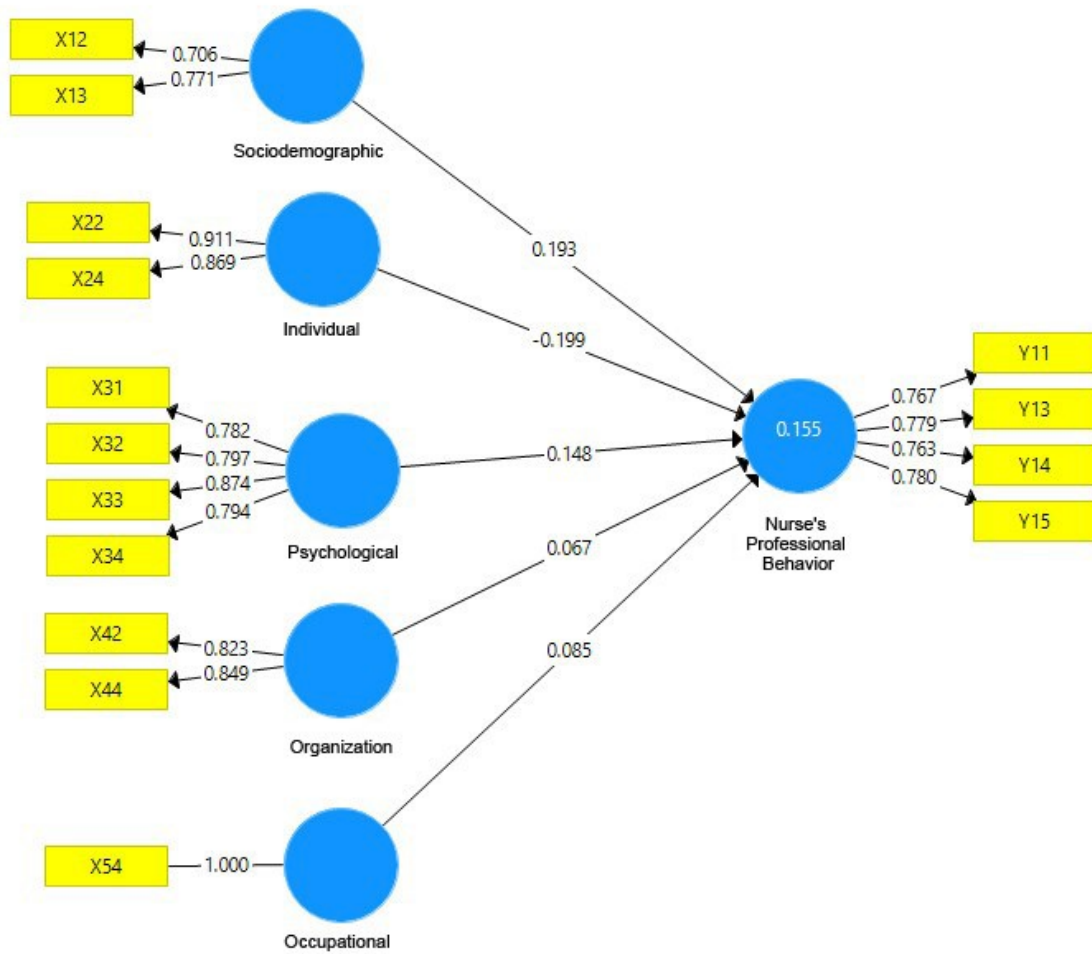 X12
0.706
0.771
X13
Sociodemographic
0.193
X22
0.911
0.869
X24
Individual
-0.199
X31
0.782
X32
0.797
X33
0.874
0.794
X34
Psychological
0.148
X42
0.823
0.849
X44
Organization
0.067
X54
1.000
Occupational
0.085
0.155
Nurse's
Professional
Behavior
0.767
Y11
0.779
Y13
0.763
Y14
0.780
Y15